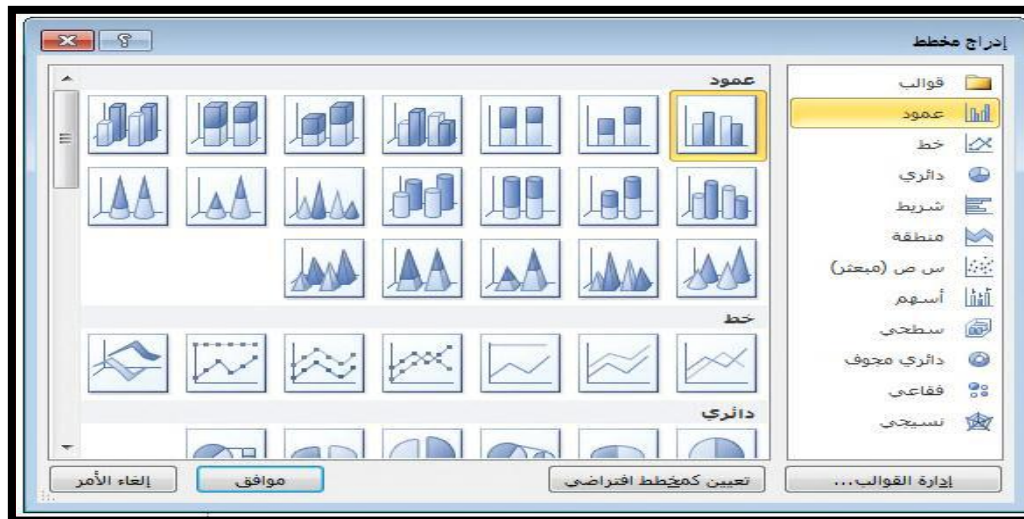 إدراج مخطط
قوالب
عمود
خط
دائري
شريط
منطقة
س ص (مبعثر)
أسهم
سطحي
دائري مجوف
فقاعي
نسيجي
عمود
خط
دائري
إدارة القوالب...
تعيين كمخطط افتراضي
موافق
إلغاء الأمر